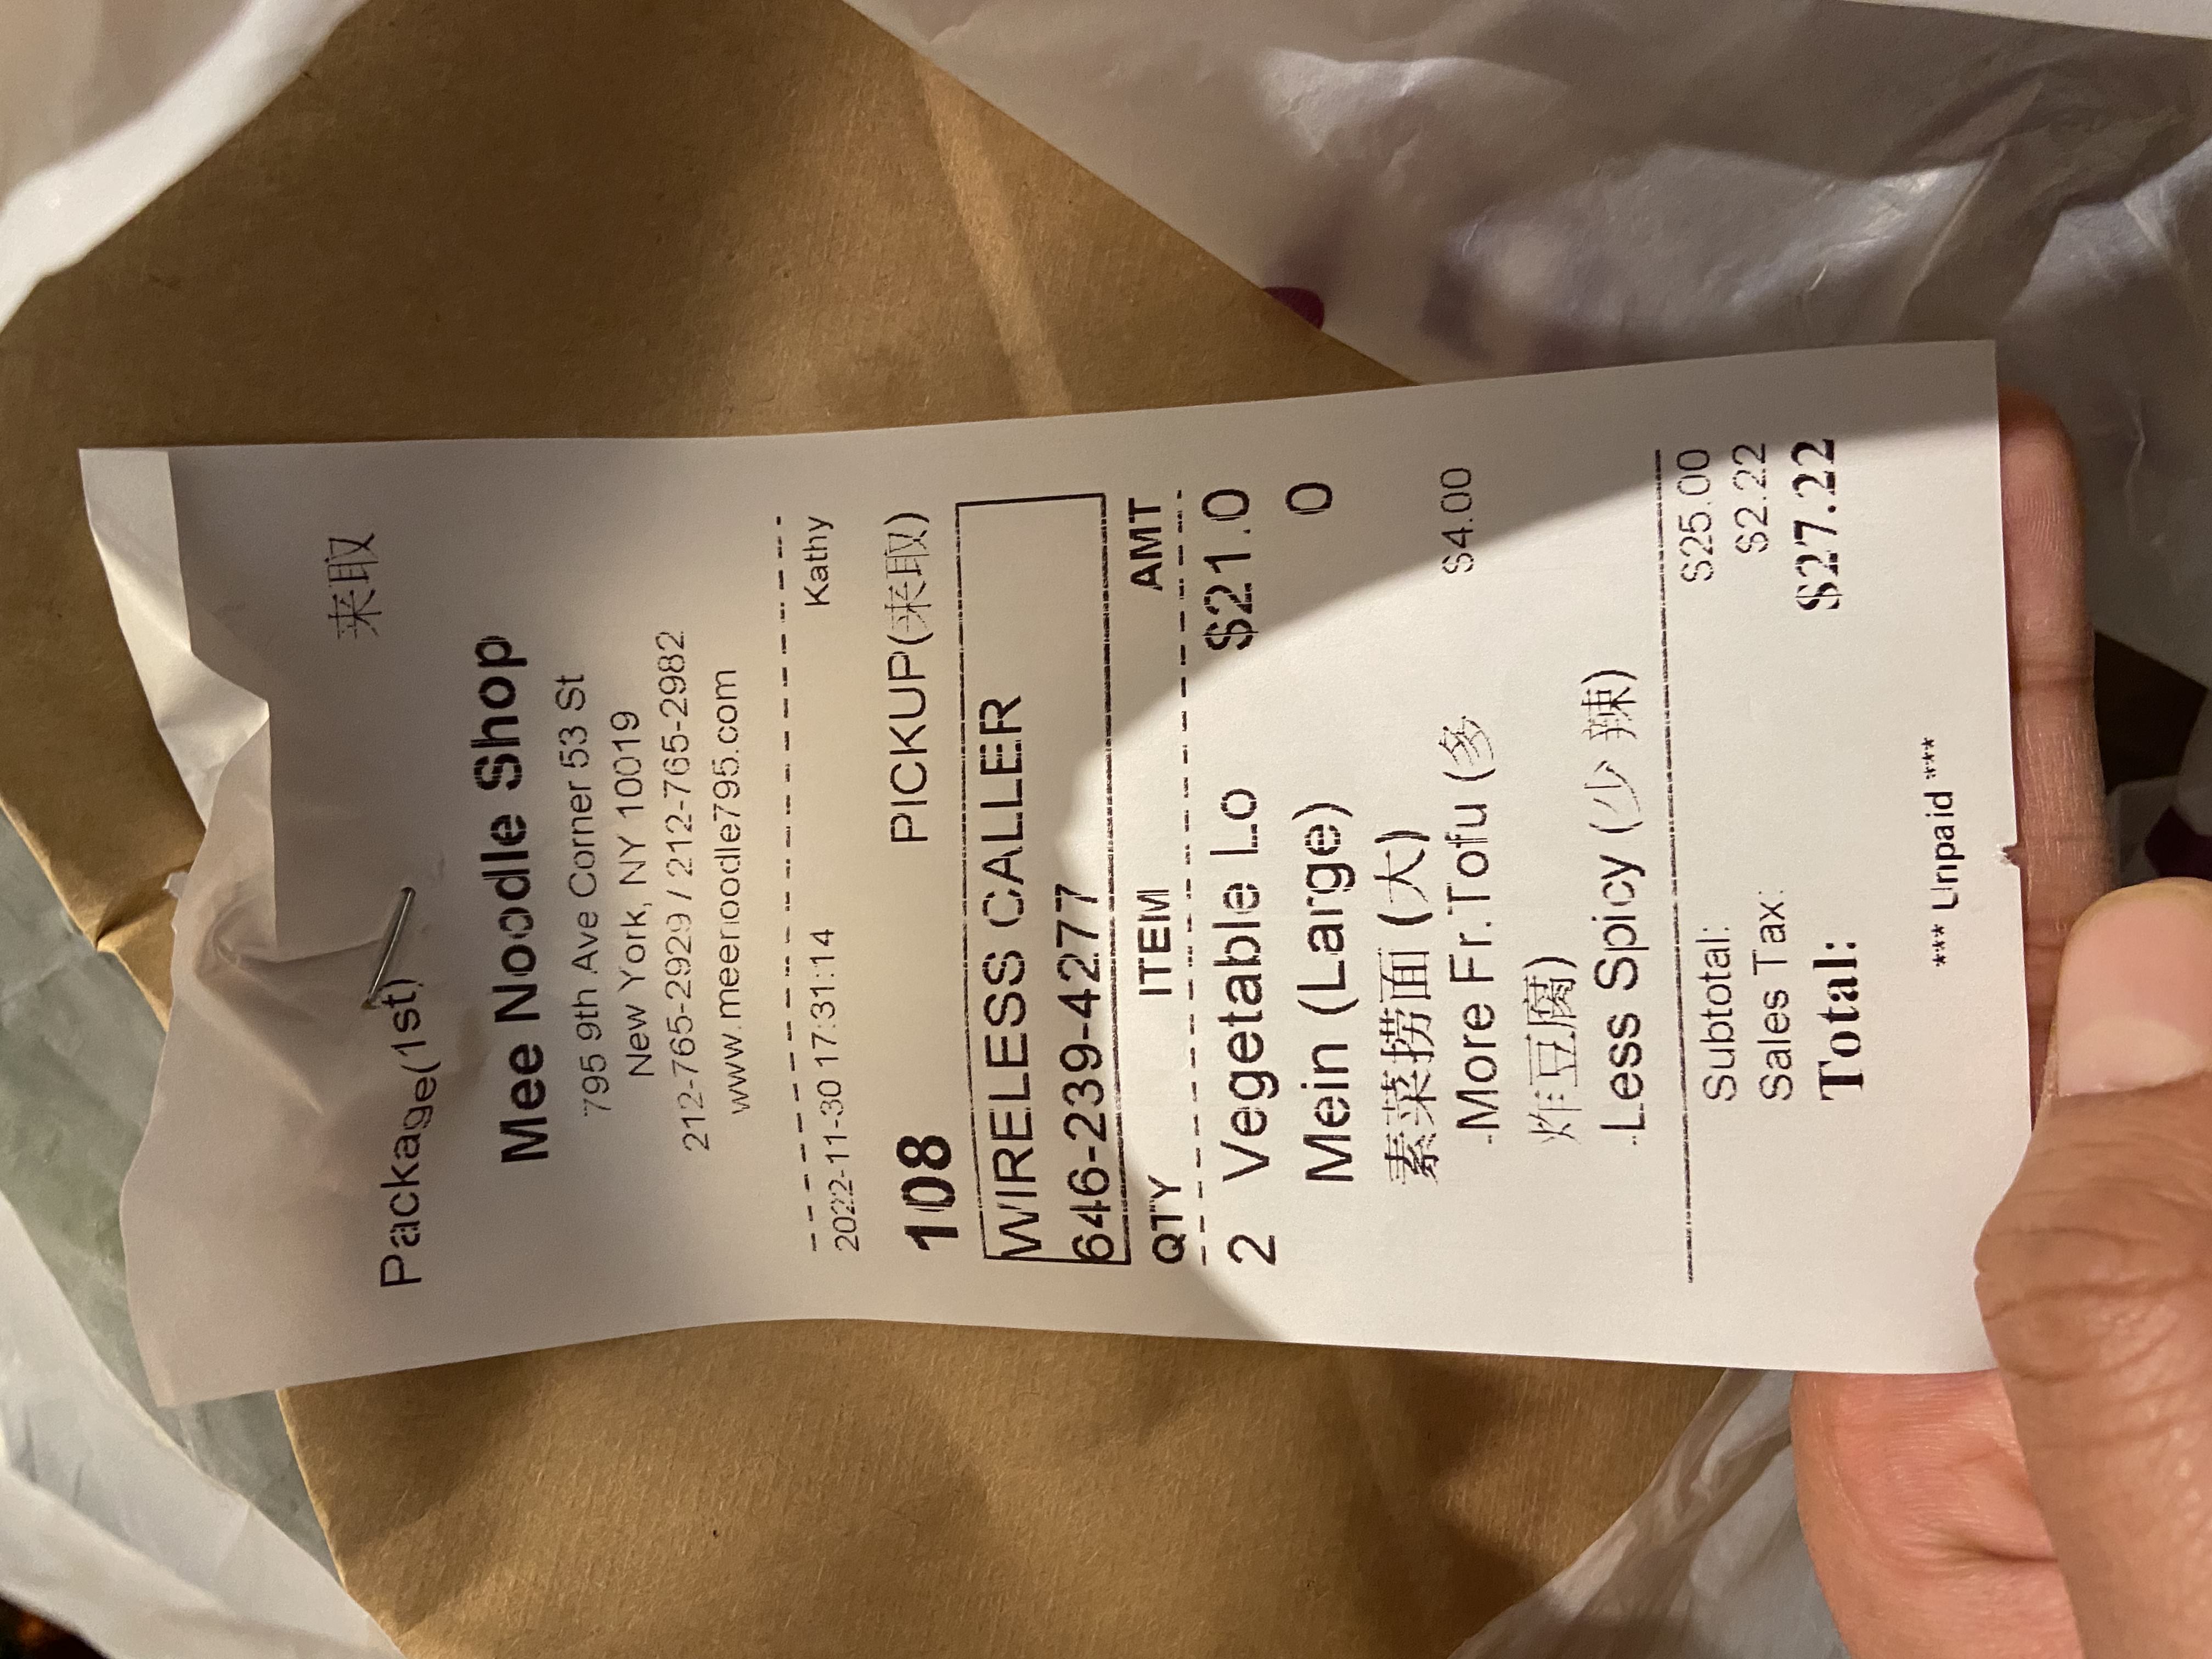 来取
Package(1st)
Mee Noodle Shop
795 9th Ave Corner 53 St
New York, NY 10019
212-765-2929 / 212-765-2982
www.meenoodle795.com
2022-11-30 17:31:14 Kathy
108 PICKUP(来取)
WIRELESS CALLER
646-239-4277
QTY ITEM AMT
2 Vegetable Lo $21.0
Mein (Large) 0
素菜捞面 (大)
-More Fr.Tofu (多 $4.00
炸豆腐)
-Less Spicy (少 辣)
Subtotal: $25.00
Sales Tax: $2.22
Total: $27.22
*** Unpaid ***